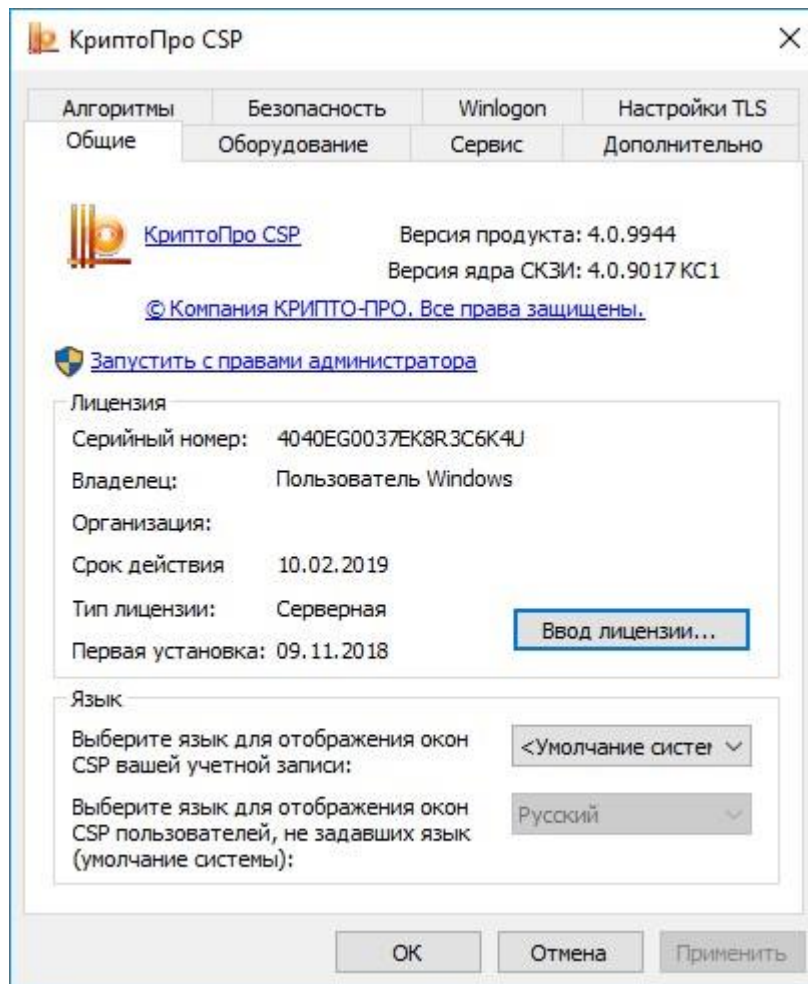 КриптоПро CSP
Алгоритмы Безопасность Winlogon Настройки TLS
Общие Оборудование Сервис Дополнительно
КриптоПро CSP Версия продукта: 4.0.9944
Версия ядра СКЗИ: 4.0.9017 КС1
© Компания КРИПТО-ПРО. Все права защищены.
Запустить с правами администратора
Лицензия
Серийный номер: 4040EG0037EK8R3C6K4U
Владелец: Пользователь Windows
Организация:
Срок действия 10.02.2019
Тип лицензии: Серверная
Ввод лицензии...
Первая установка: 09.11.2018
Язык
Выберите язык для отображения окон
CSP вашей учетной записи:
<Умолчание систег
Выберите язык для отображения окон
CSP пользователей, не задавших язык
(умолчание системы):
Русский
ОК Отмена Применить